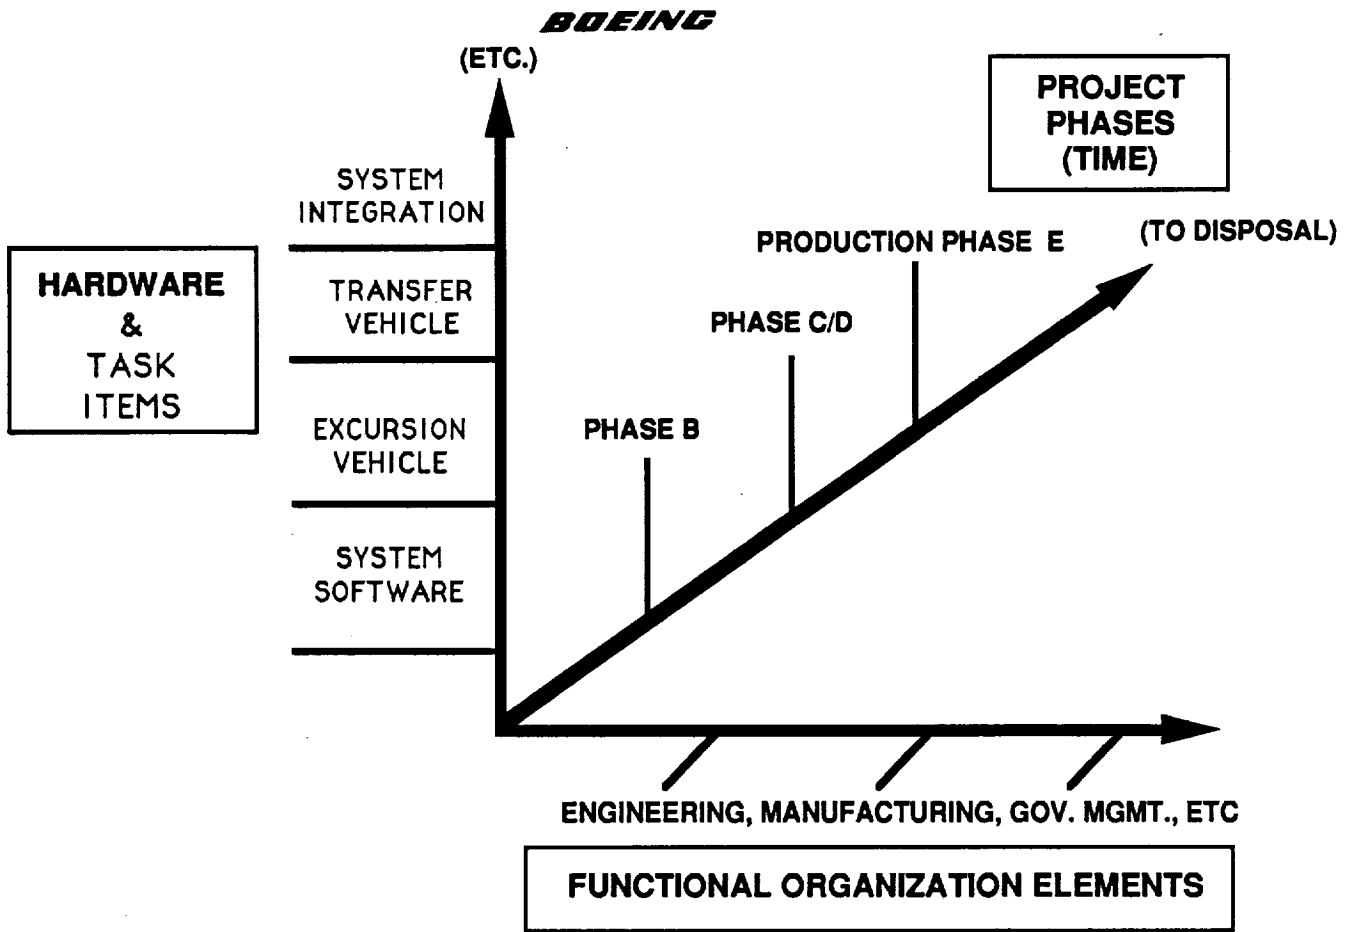 BOEING
(ETC.)
PROJECT
PHASES
(TIME)
SYSTEM
INTEGRATION
HARDWARE
&
TASK
ITEMS
TRANSFER
VEHICLE
EXCURSION
VEHICLE
SYSTEM
SOFTWARE
PHASE B
PHASE C/D
PRODUCTION PHASE E
(TO DISPOSAL)
ENGINEERING, MANUFACTURING, GOV. MGMT., ETC
FUNCTIONAL ORGANIZATION ELEMENTS